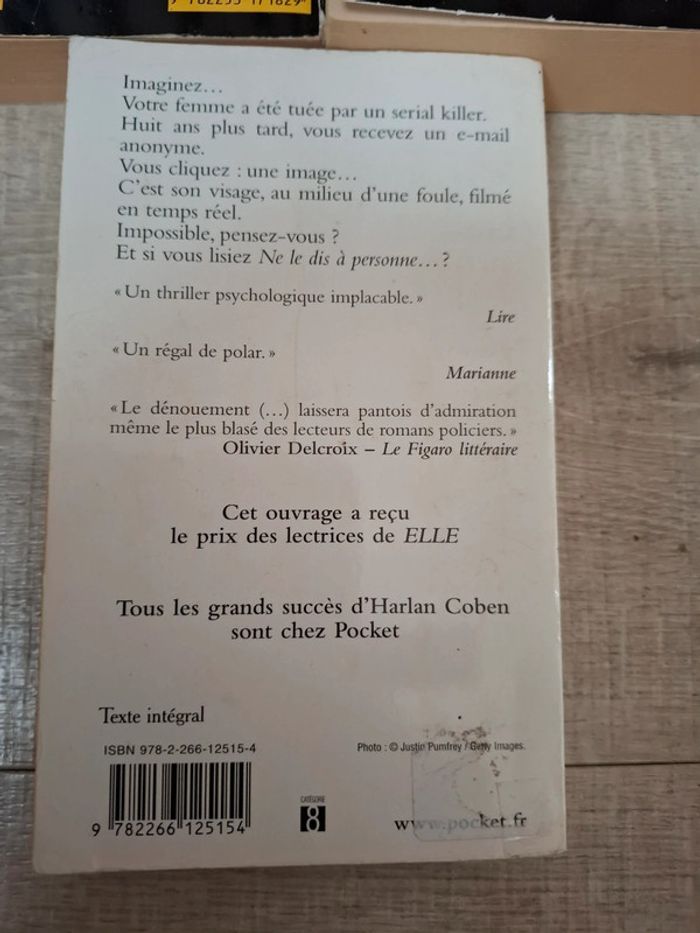 9 782253 171829
Imaginez…
Votre femme a été tuée par un serial killer.
Huit ans plus tard, vous recevez un e-mail
anonyme.
Vous cliquez : une image…
C'est son visage, au milieu d'une foule, filmé
en temps réel.
Impossible, pensez-vous ?
Et si vous lisiez Ne le dis à personne… ?
« Un thriller psychologique implacable. »
Lire
« Un régal de polar. »
Marianne
« Le dénouement (…) laissera pantois d'admiration
même le plus blasé des lecteurs de romans policiers. »
Olivier Delcroix – Le Figaro littéraire
Cet ouvrage a reçu
le prix des lectrices de ELLE
Tous les grands succès d'Harlan Coben
sont chez Pocket
Texte intégral
ISBN 978-2-266-12515-4
Photo : © Justin Pumfrey / Getty Images.
CATÉGORIE
8
9 782266 125154
www.pocket.fr